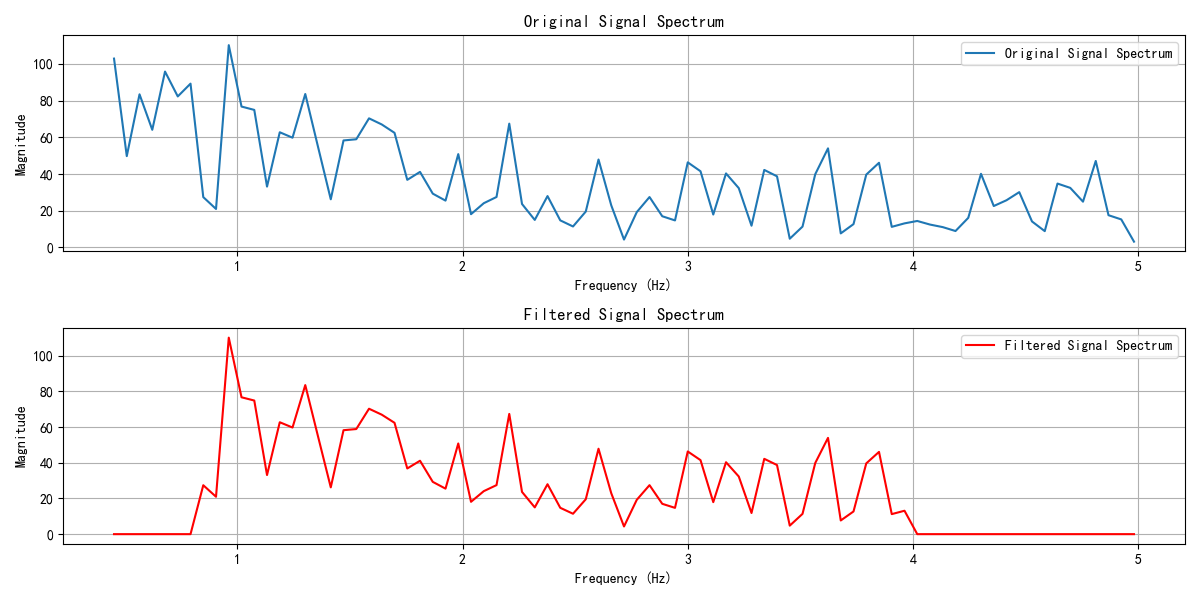 Original Signal Spectrum
Original Signal Spectrum
100
80
60
40
20
0
Magnitude
1 2 3 4 5
Frequency (Hz)
Filtered Signal Spectrum
Filtered Signal Spectrum
100
80
60
40
20
0
Magnitude
1 2 3 4 5
Frequency (Hz)